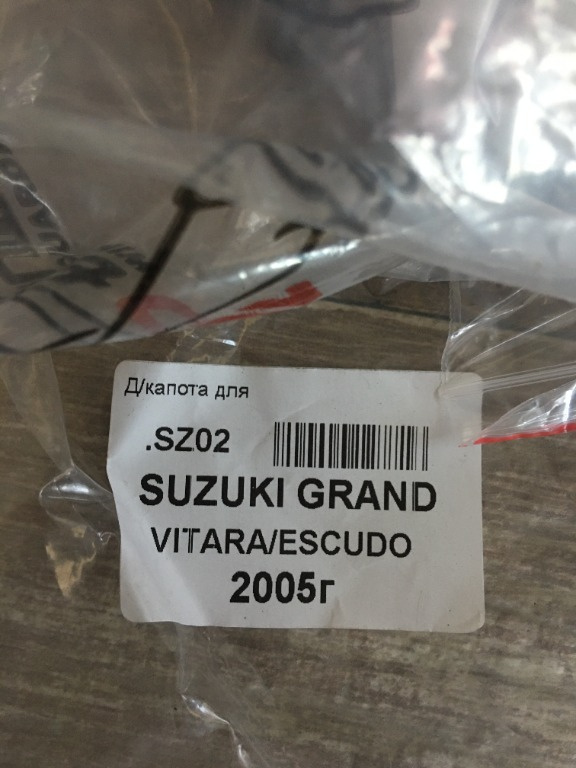 Д/капота для
.SZ02
SUZUKI GRAND
VITARA/ESCUDO
2005г